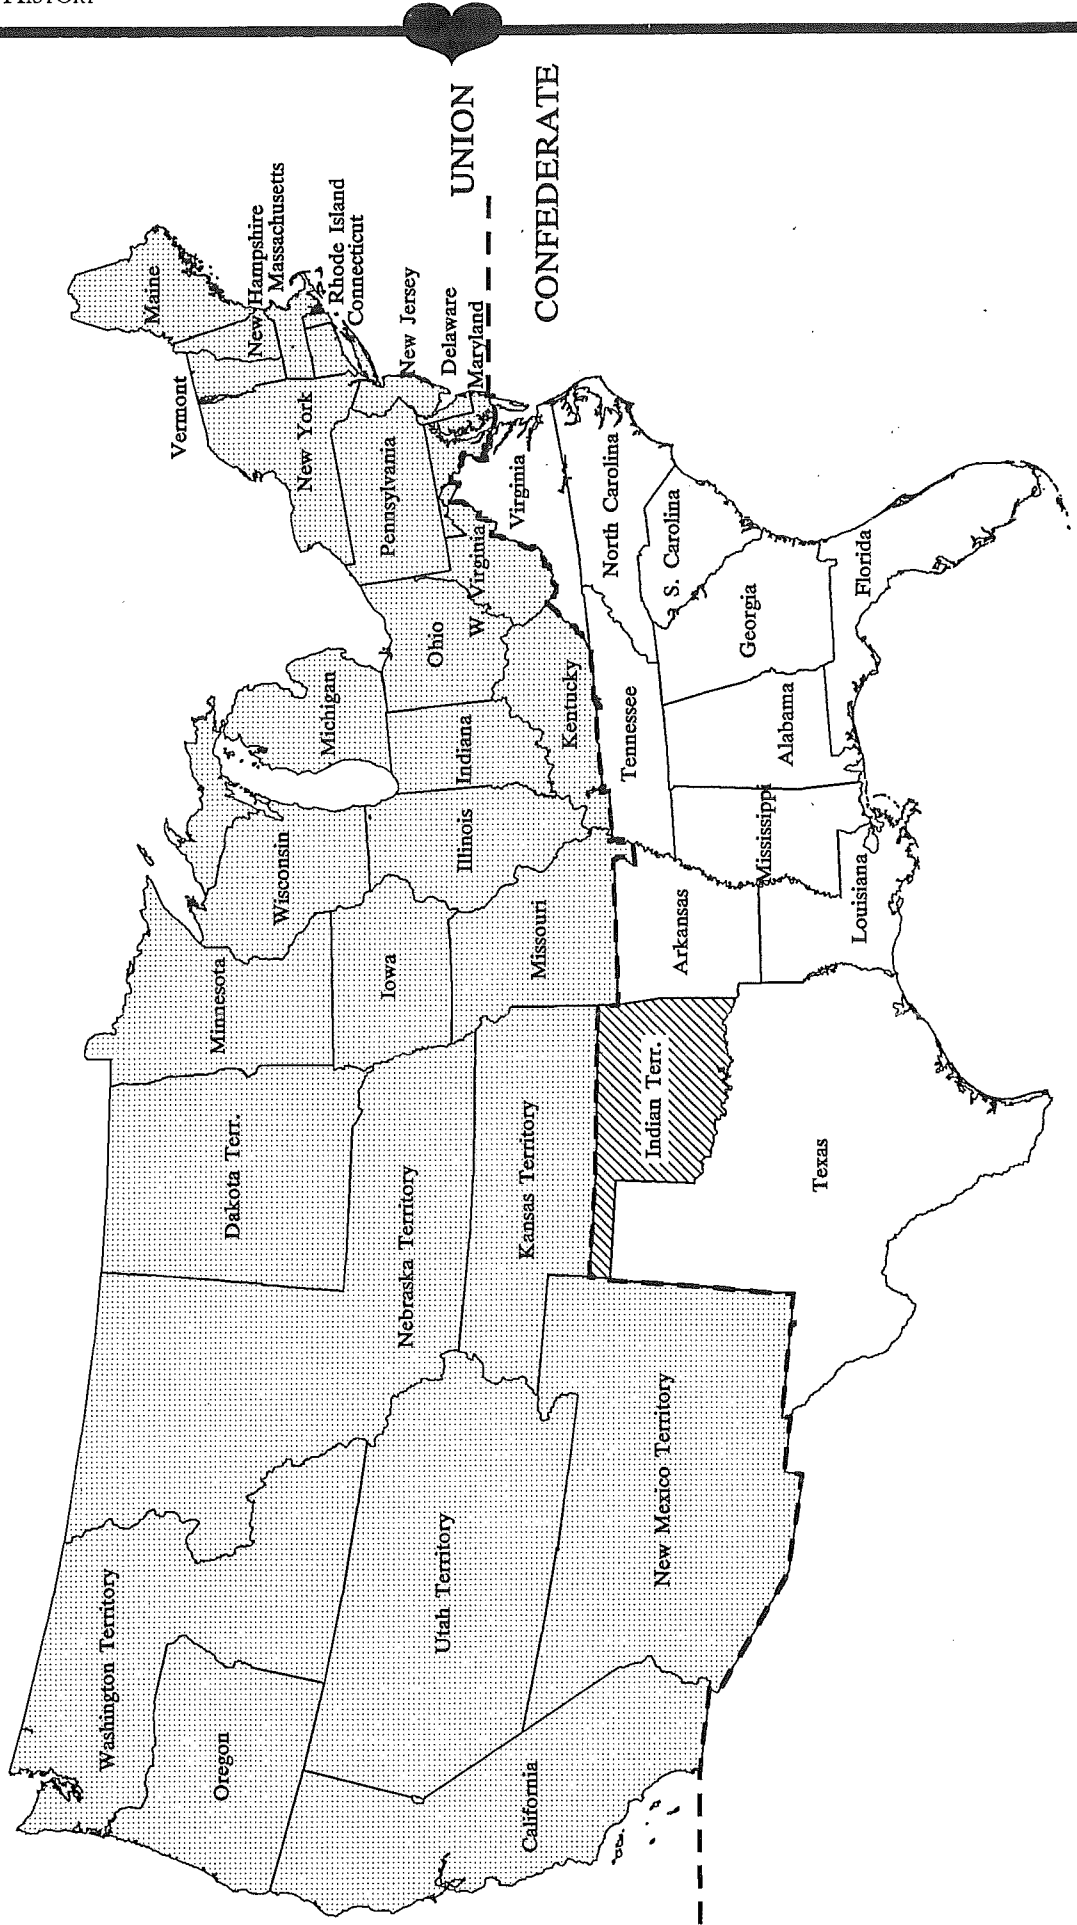 HISTORY
UNION
CONFEDERATE
Maine
New Hampshire
Massachusetts
Rhode Island
Connecticut
Vermont
New York
New Jersey
Delaware
Maryland
Pennsylvania
Virginia
W. Virginia
North Carolina
S. Carolina
Georgia
Florida
Ohio
Michigan
Indiana
Kentucky
Tennessee
Alabama
Mississippi
Illinois
Wisconsin
Louisiana
Arkansas
Missouri
Iowa
Minnesota
Dakota Terr.
Nebraska Territory
Kansas Territory
Indian Terr.
Texas
New Mexico Territory
Utah Territory
Washington Territory
Oregon
California